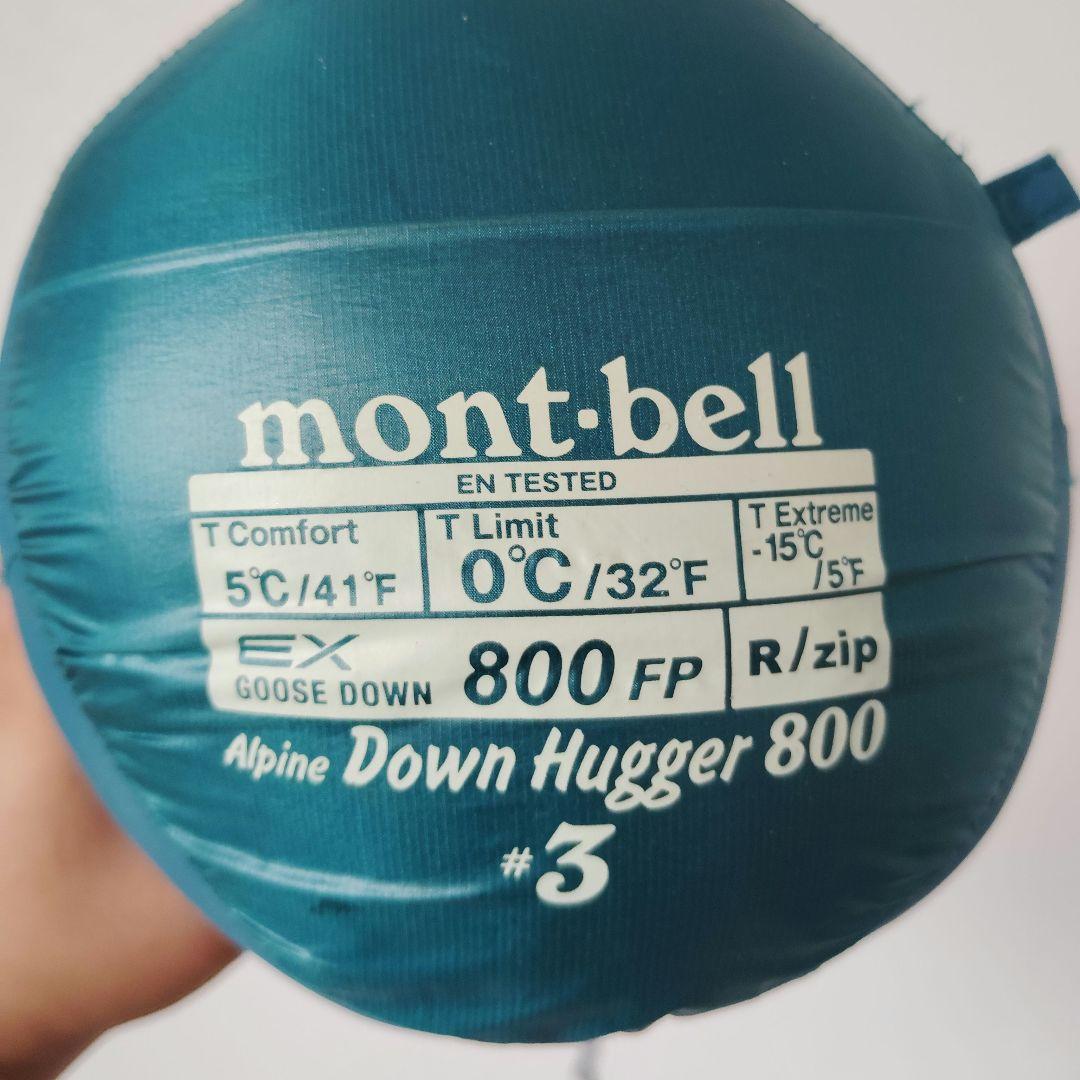 mont-bell
EN TESTED
T Comfort
5℃/41°F
T Limit
0℃/32°F
T Extreme
-15℃
/5°F
EX
GOOSE DOWN
800 FP
R/zip
Alpine Down Hugger 800
#3